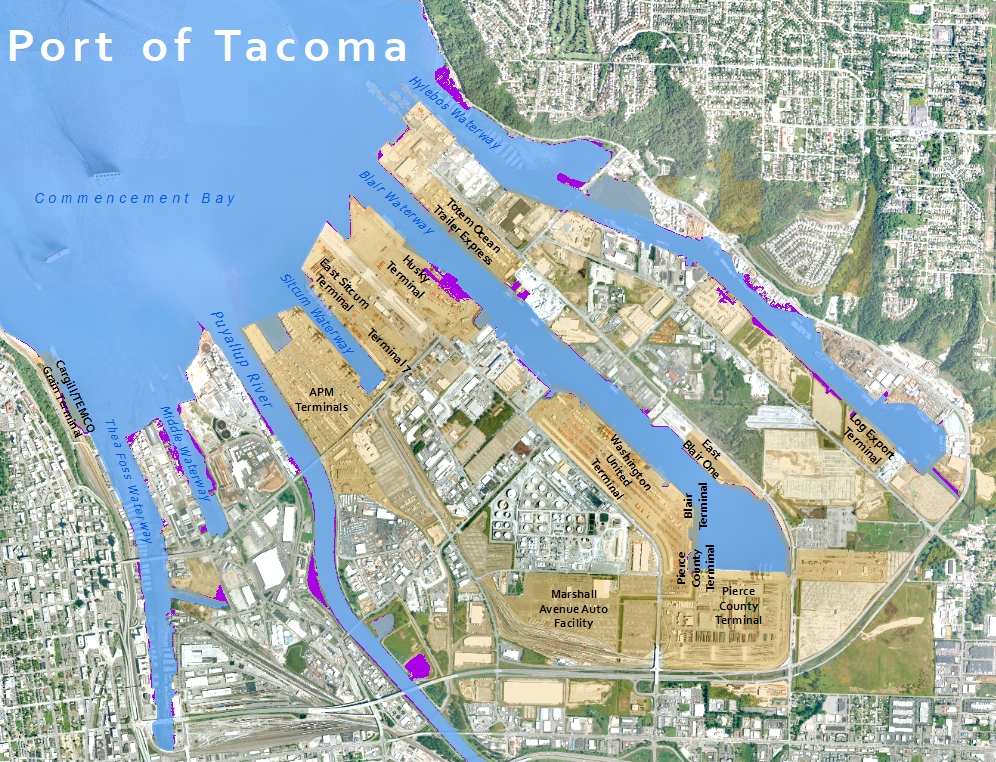 Port of Tacoma
Hylebos Waterway
Commencement Bay
Blair Waterway
Totem Ocean
Trailer Express
Husky
Terminal
East Sitcum
Terminal
Sitcum Waterway
Terminal 7
Puyallup River
APM
Terminals
Cargill/TEMCO
Grain Terminal
Thea Foss Waterway
Middle Waterway
Log Export
Terminal
East
Blair One
Washington
United
Terminal
Blair
Terminal
Pierce
County
Terminal
Pierce
County
Terminal
Marshall
Avenue Auto
Facility